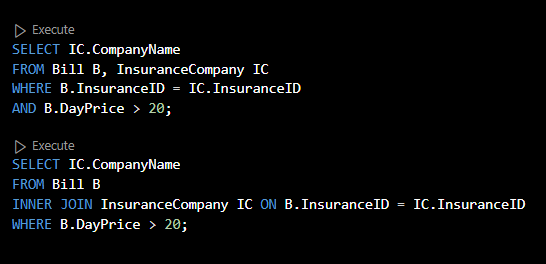 Execute
SELECT IC.CompanyName
FROM Bill B, InsuranceCompany IC
WHERE B.InsuranceID = IC.InsuranceID
AND B.DayPrice > 20;
Execute
SELECT IC.CompanyName
FROM Bill B
INNER JOIN InsuranceCompany IC ON B.InsuranceID = IC.InsuranceID
WHERE B.DayPrice > 20;